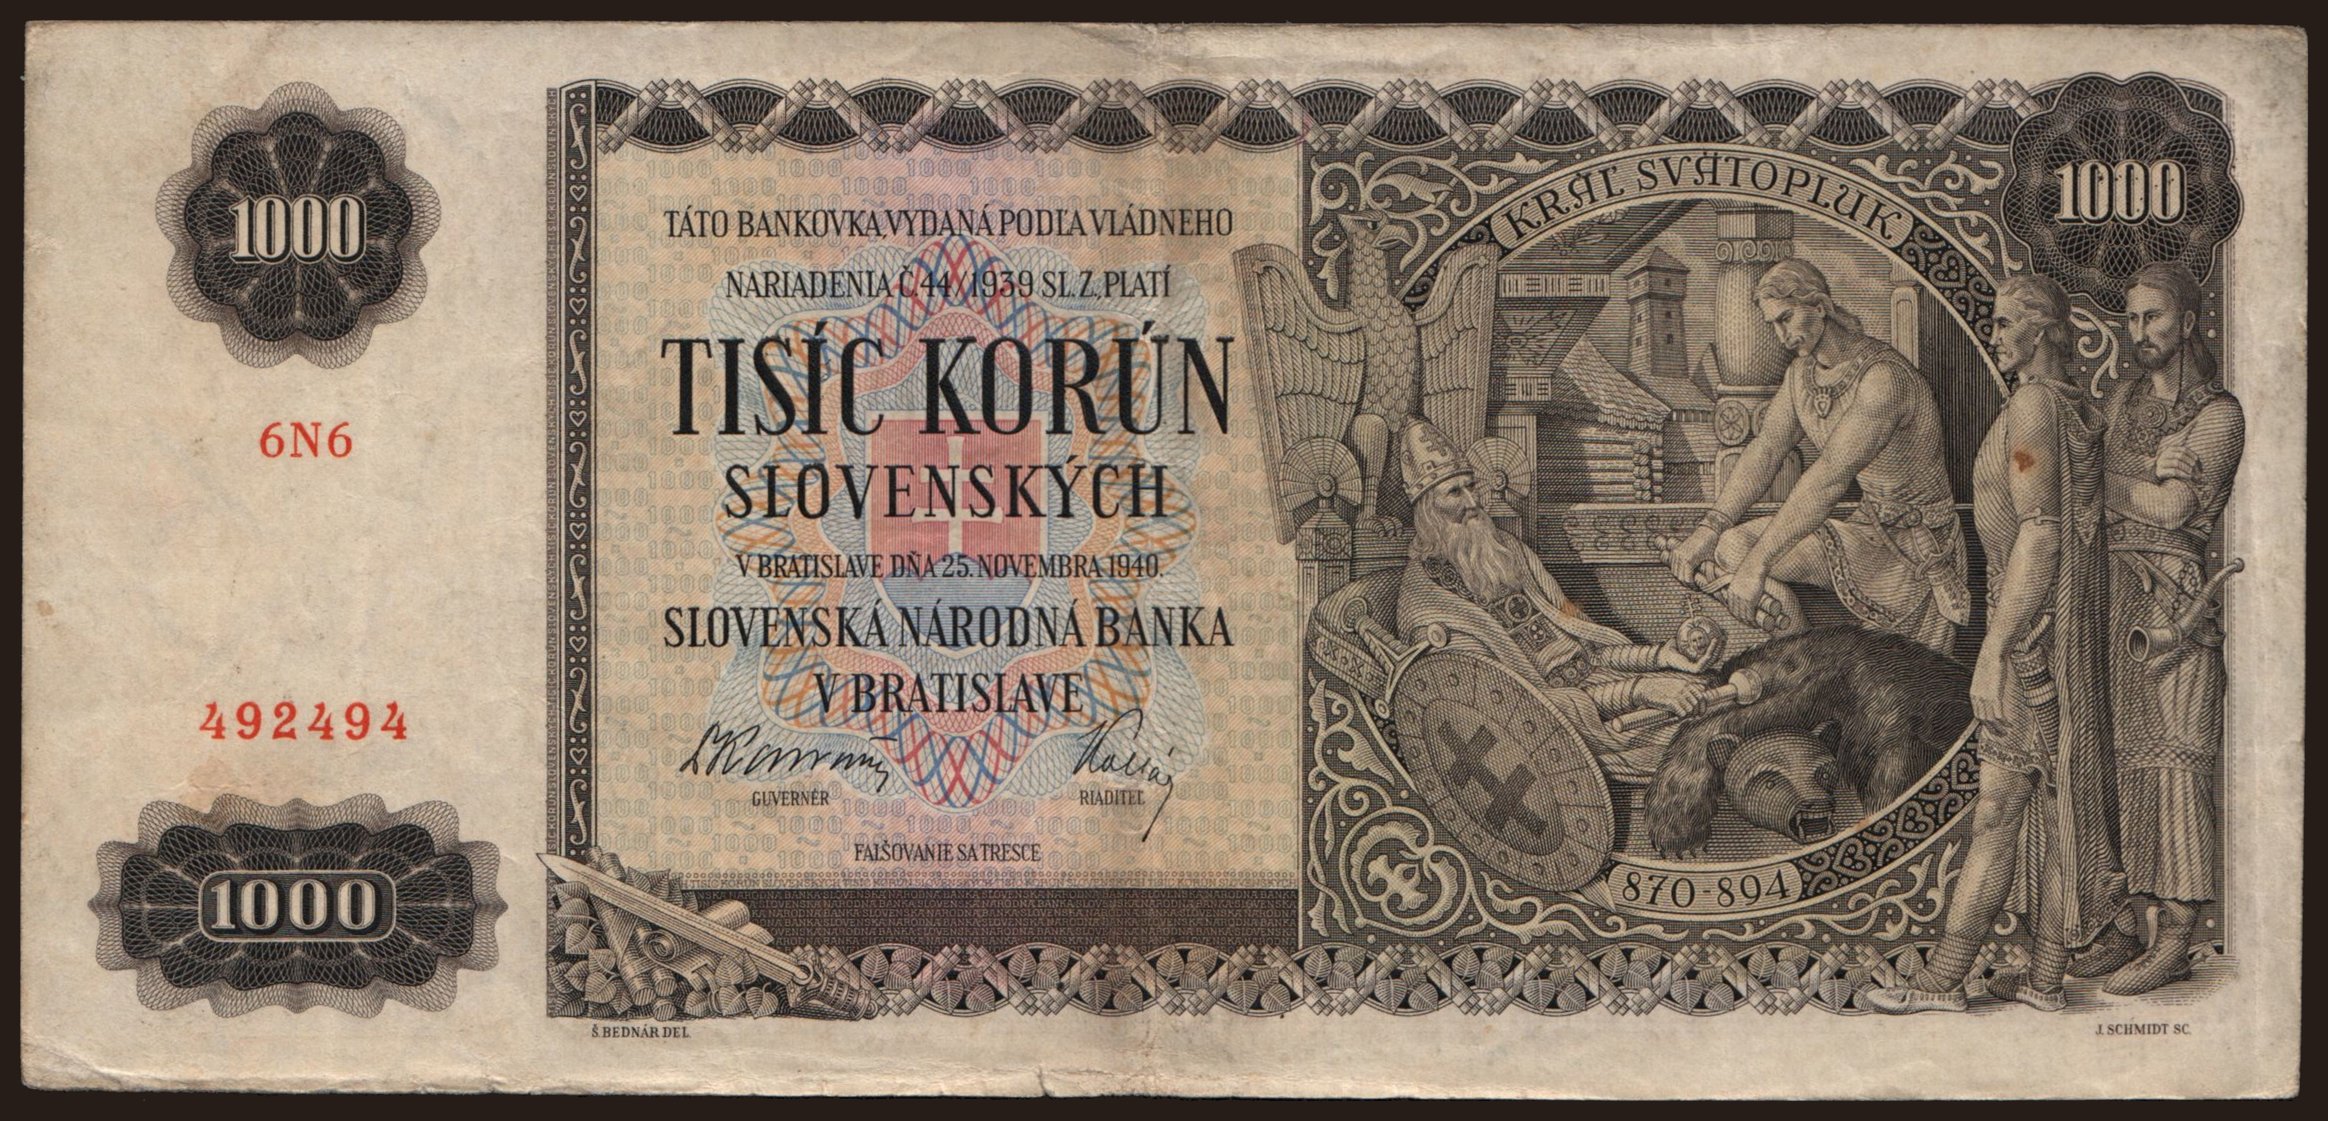 1000
6N6
492494
1000
TÁTO BANKOVKA, VYDANÁ PODĽA VLÁDNEHO
NARIADENIA Č. 44/1939 SL. Z., PLATÍ
TISÍC KORÚN
SLOVENSKÝCH
V BRATISLAVE DŇA 25. NOVEMBRA 1940.
SLOVENSKÁ NÁRODNÁ BANKA
V BRATISLAVE
GUVERNÉR
RIADITEĽ
FALŠOVANIE SA TRESCE
KRÁĽ SVÄTOPLUK
1000
870-894
Š. BEDNÁR DEL.
J. SCHMIDT SC.